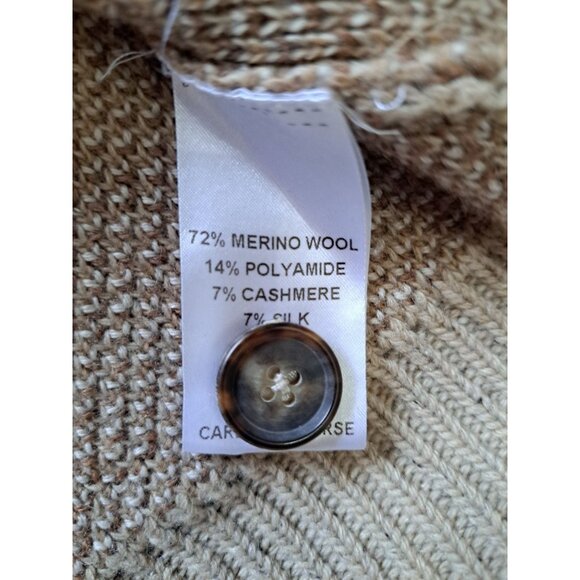 72% MERINO WOOL
14% POLYAMIDE
7% CASHMERE
7% SILK